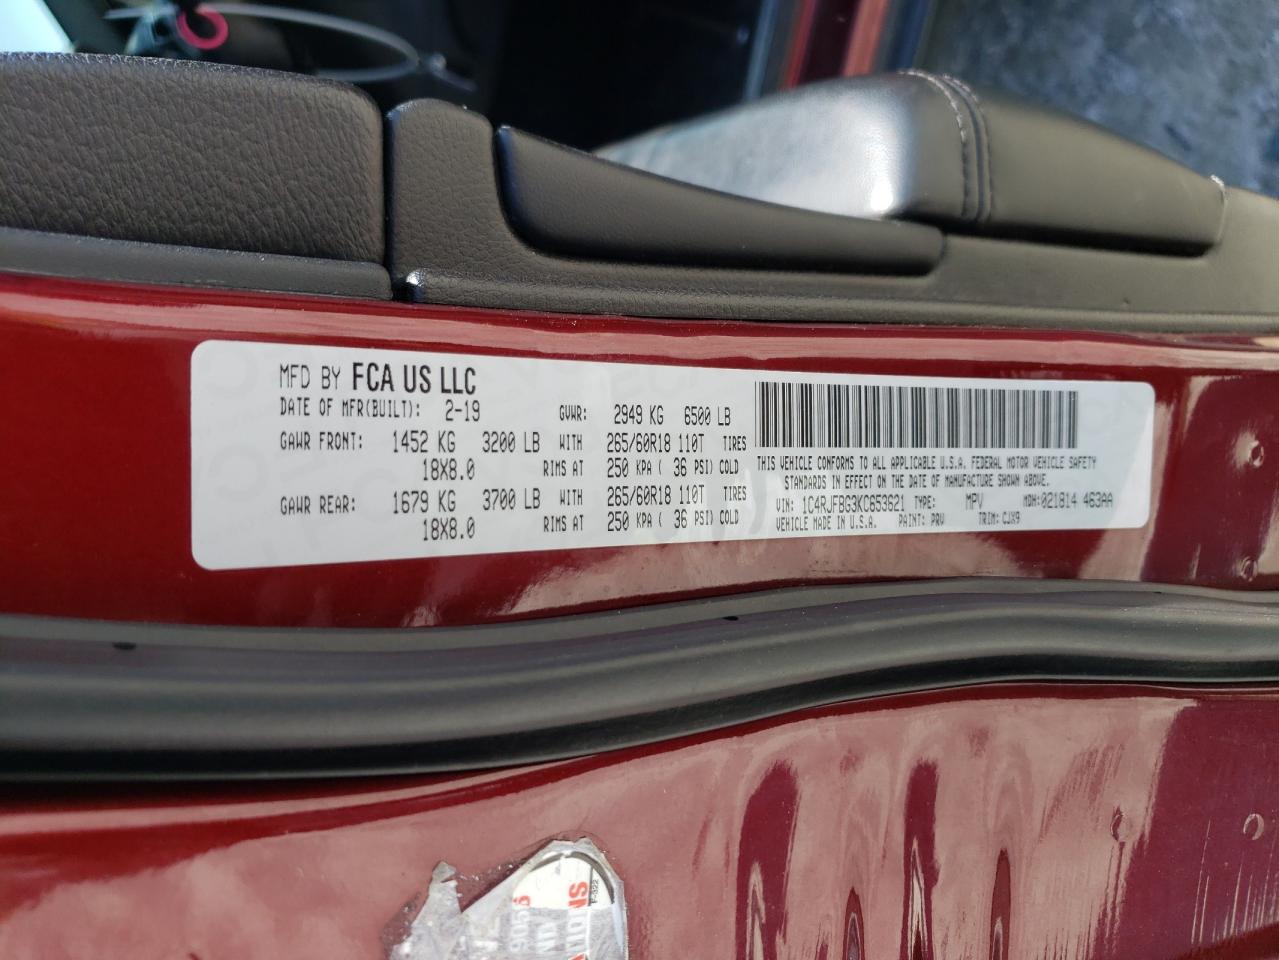 MFD BY FCA US LLC
DATE OF MFR(BUILT): 2-19 GVWR: 2949 KG 6500 LB
GAWR FRONT: 1452 KG 3200 LB WITH 265/60R18 110T TIRES
18X8.0 RIMS AT 250 KPA ( 36 PSI) COLD
GAWR REAR: 1679 KG 3700 LB WITH 265/60R18 110T TIRES
18X8.0 RIMS AT 250 KPA ( 36 PSI) COLD
THIS VEHICLE CONFORMS TO ALL APPLICABLE U.S.A. FEDERAL MOTOR VEHICLE SAFETY
STANDARDS IN EFFECT ON THE DATE OF MANUFACTURE SHOWN ABOVE.
VIN: 1C4RJFBG3KC653621 TYPE: MPV MDH:021814 463AA
VEHICLE MADE IN U.S.A. PAINT: PRV TRIM: CJX9